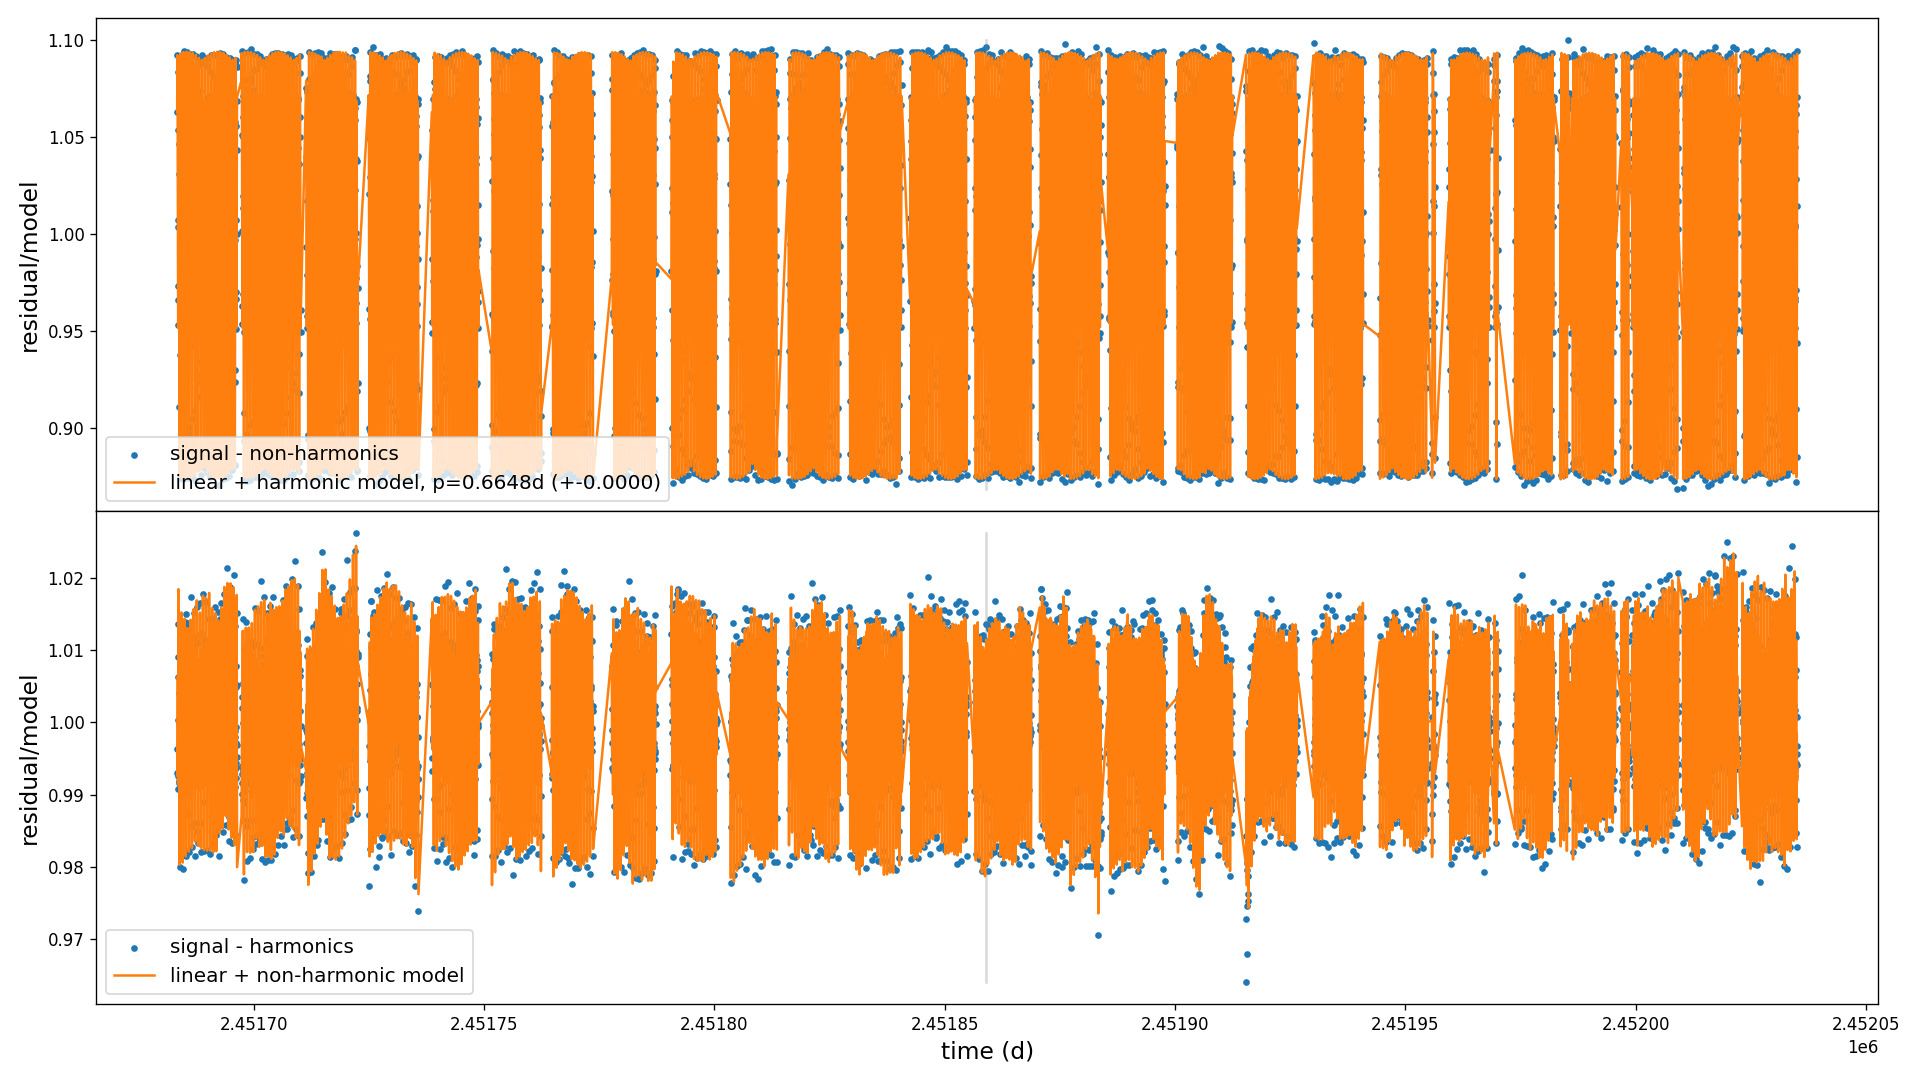 1.10
1.05
1.00
0.95
0.90
residual/model
signal - non-harmonics
linear + harmonic model, p=0.6648d (+-0.0000)
1.02
1.01
1.00
0.99
0.98
0.97
residual/model
signal - harmonics
linear + non-harmonic model
2.45170 2.45175 2.45180 2.45185 2.45190 2.45195 2.45200 2.45205
time (d)
1e6